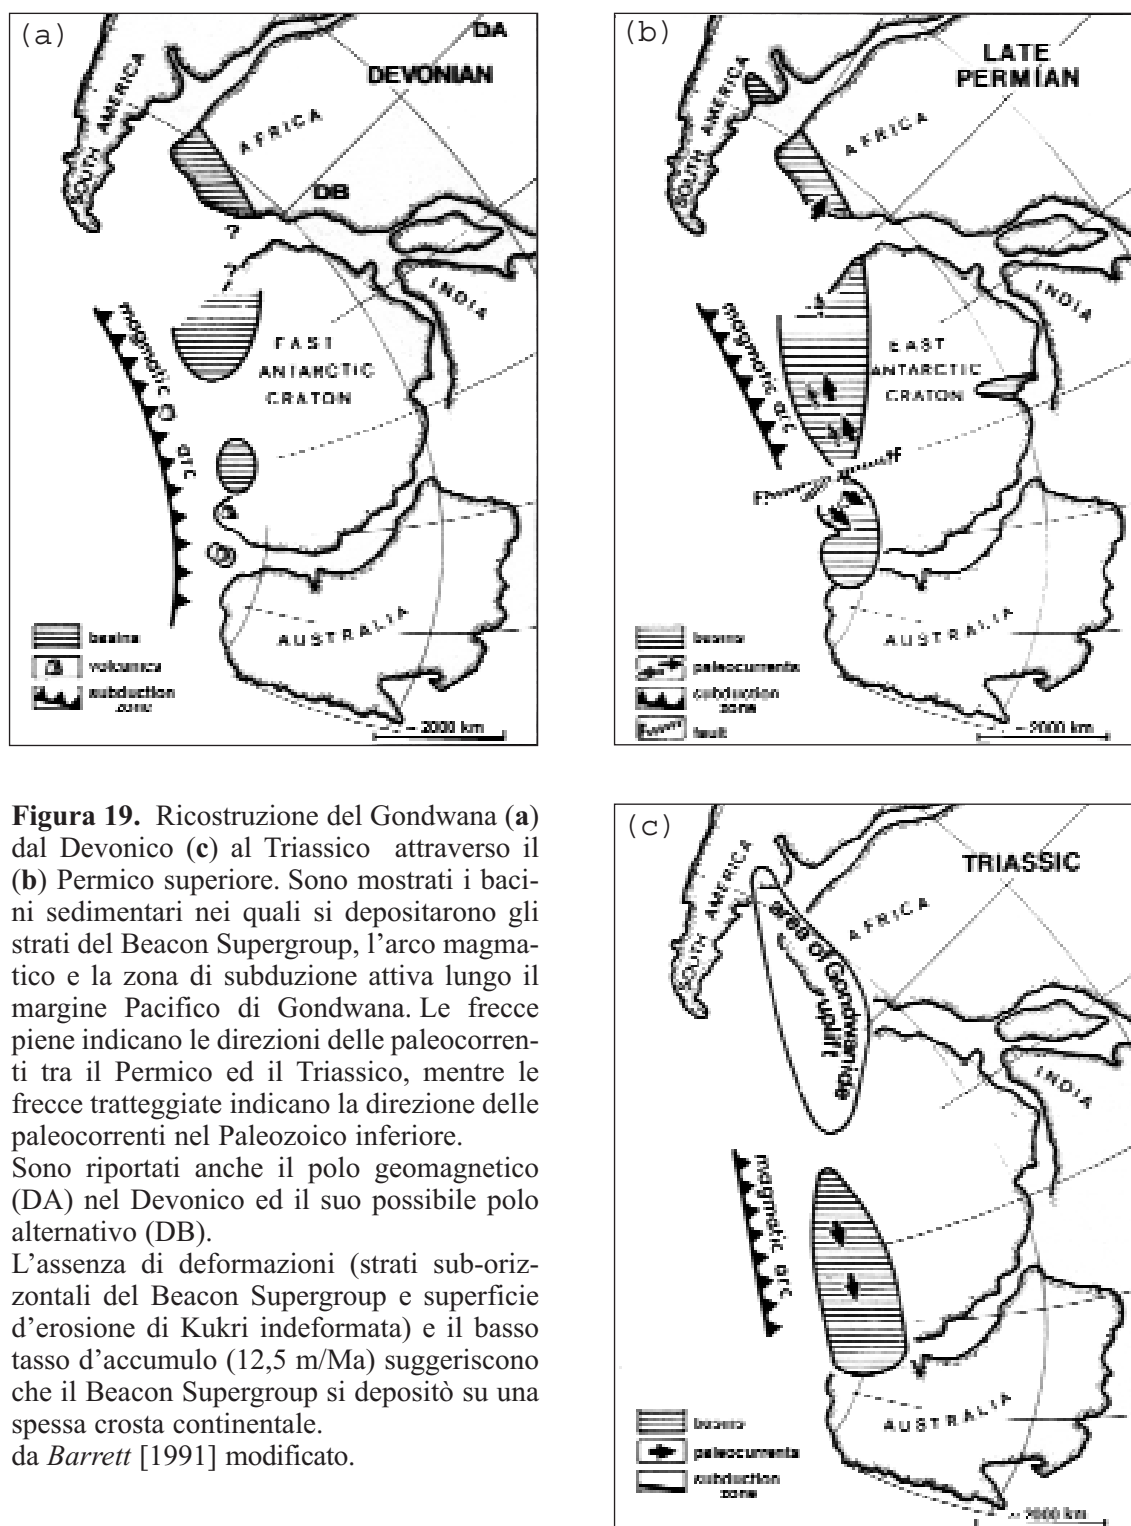 (a)
DA
DEVONIAN
SOUTH AMERICA
AFRICA
DB
?
?
INDIA
magmatic arc
EAST
ANTARCTIC
CRATON
AUSTRALIA
basins
volcanics
subduction
zone
~ 2000 km
(b)
LATE
PERMIAN
SOUTH AMERICA
AFRICA
INDIA
magmatic arc
EAST
ANTARCTIC
CRATON
AUSTRALIA
basins
paleocurrents
subduction
zone
fault
~ 2000 km
Figura 19. Ricostruzione del Gondwana (a)
dal Devonico (c) al Triassico attraverso il
(b) Permico superiore. Sono mostrati i baci-
ni sedimentari nei quali si depositarono gli
strati del Beacon Supergroup, l’arco magma-
tico e la zona di subduzione attiva lungo il
margine Pacifico di Gondwana. Le frecce
piene indicano le direzioni delle paleocorren-
ti tra il Permico ed il Triassico, mentre le
frecce tratteggiate indicano la direzione delle
paleocorrenti nel Paleozoico inferiore.
Sono riportati anche il polo geomagnetico
(DA) nel Devonico ed il suo possibile polo
alternativo (DB).
L’assenza di deformazioni (strati sub-oriz-
zontali del Beacon Supergroup e superficie
d’erosione di Kukri indeformata) e il basso
tasso d’accumulo (12,5 m/Ma) suggeriscono
che il Beacon Supergroup si depositò su una
spessa crosta continentale.
da Barrett [1991] modificato.
(c)
TRIASSIC
SOUTH AMERICA
AFRICA
area of Gondwanide
uplift
INDIA
magmatic arc
AUSTRALIA
basins
paleocurrents
subduction
zone
~ 2000 km